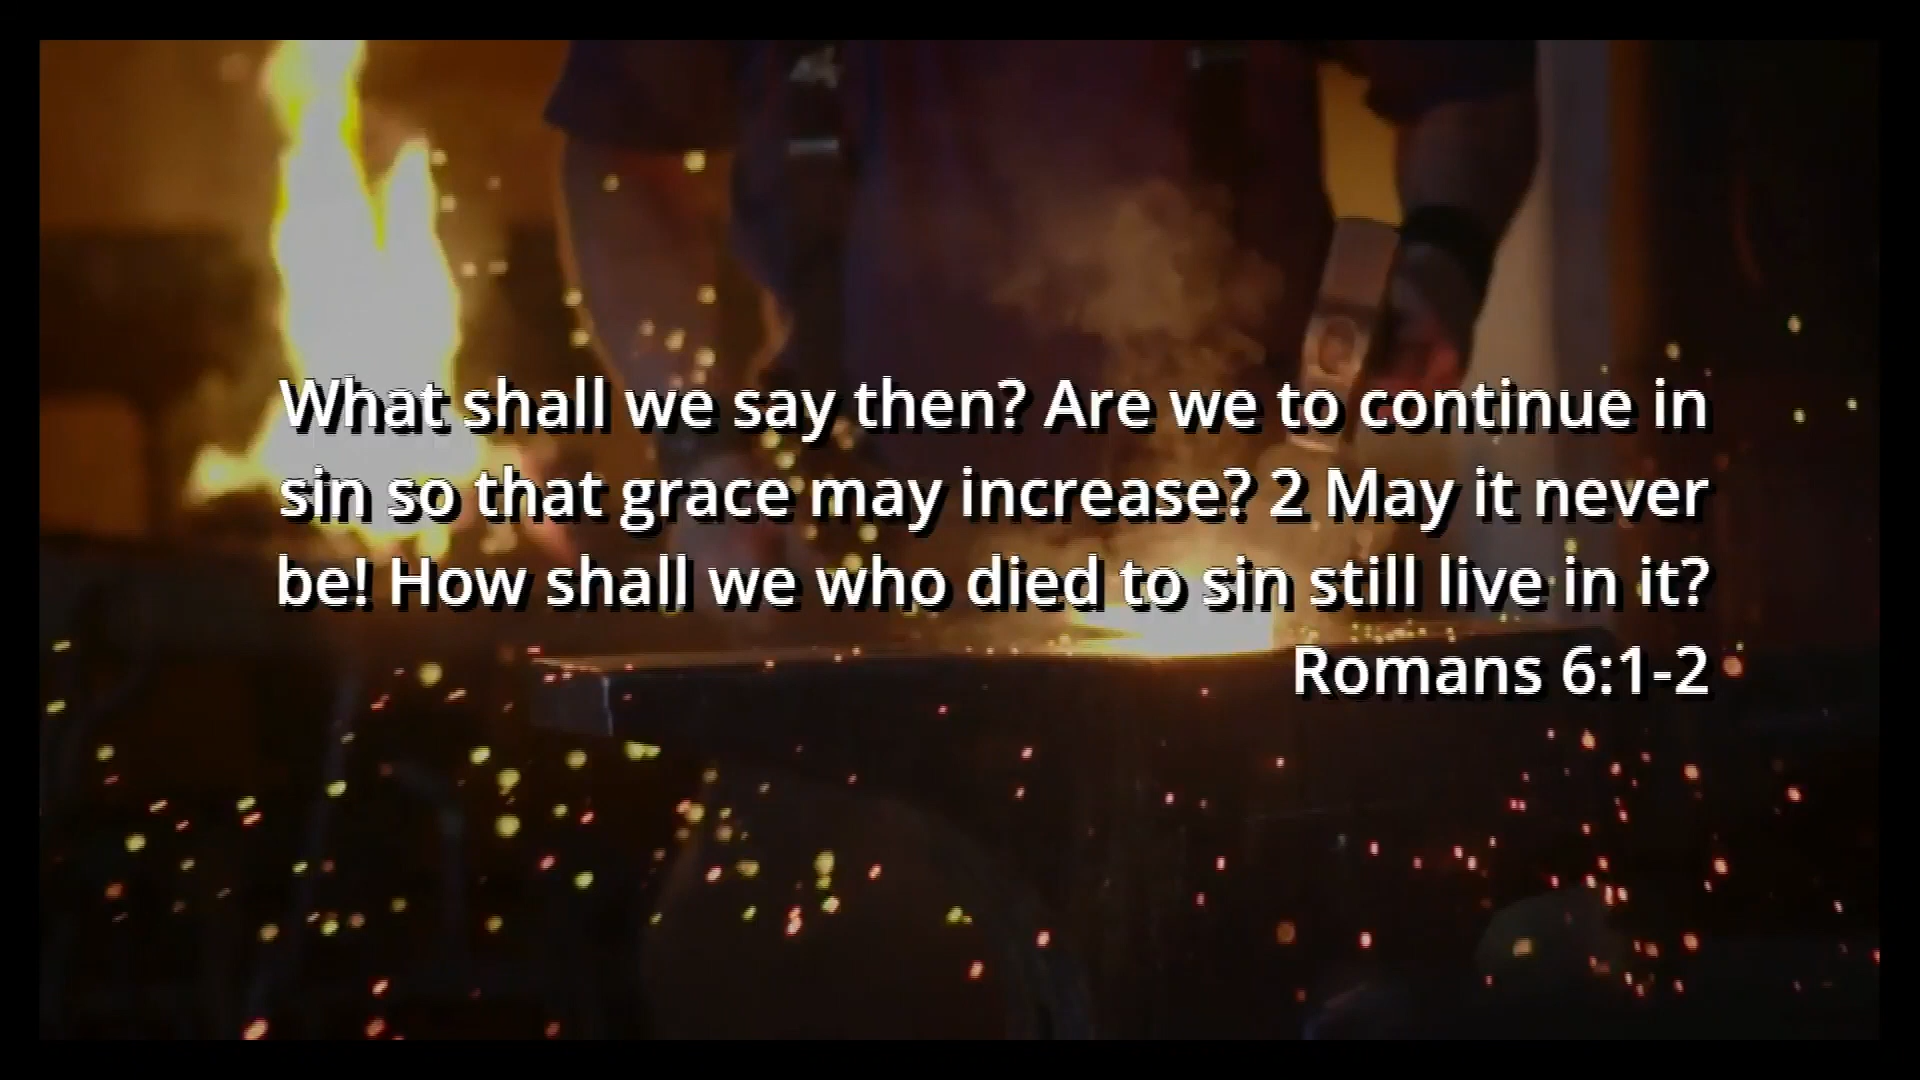 What shall we say then? Are we to continue in
sin so that grace may increase? 2 May it never
be! How shall we who died to sin still live in it?
Romans 6:1-2